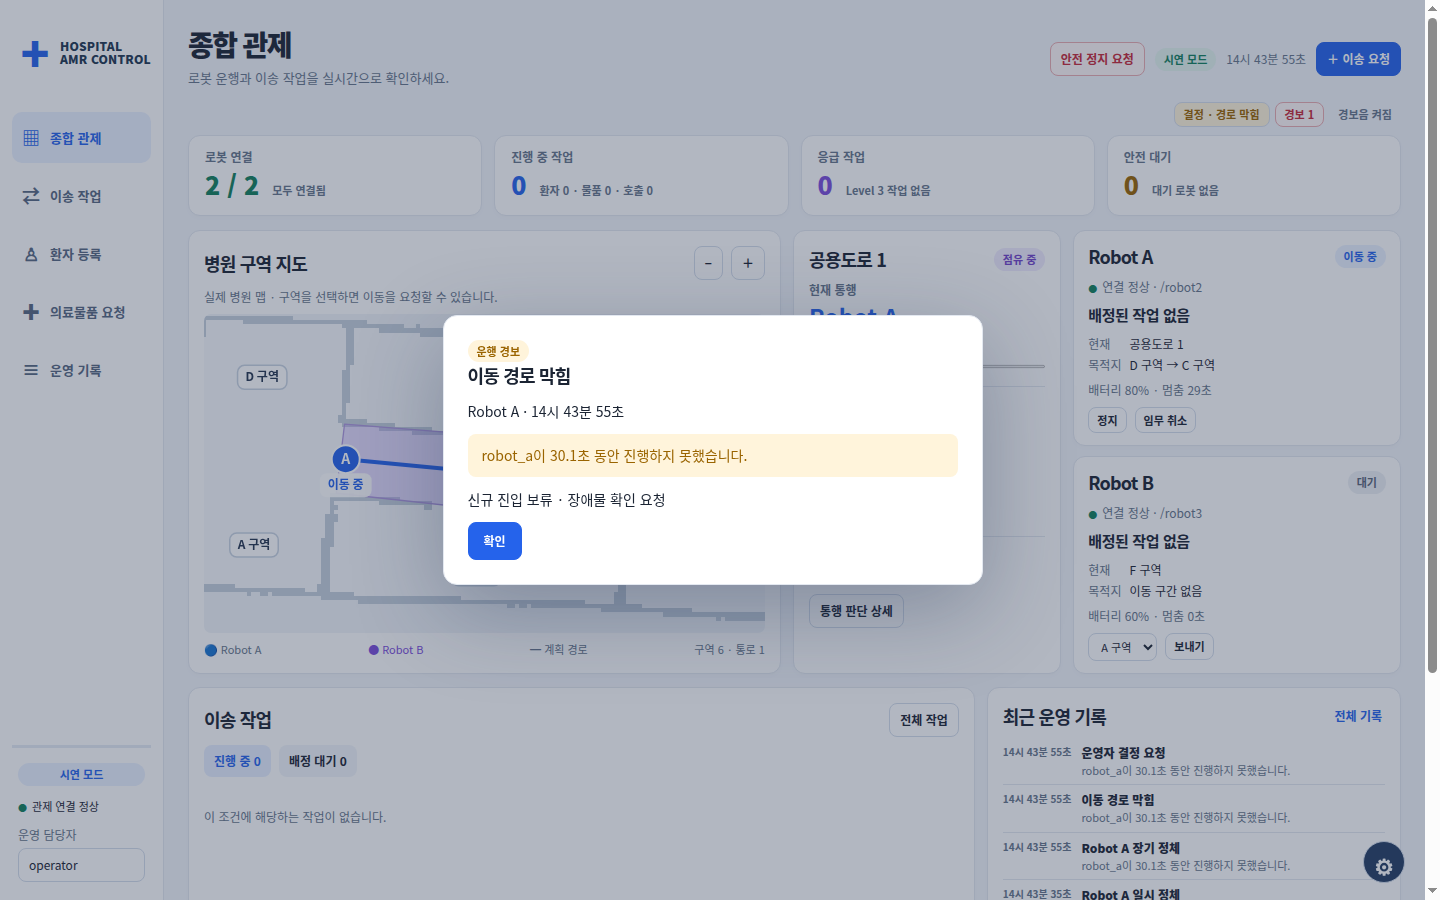 HOSPITAL
AMR CONTROL
종합 관제
이송 작업
환자 등록
의료물품 요청
운영 기록
시연 모드
관제 연결 정상
운영 담당자
operator
종합 관제
로봇 운행과 이송 작업을 실시간으로 확인하세요.
안전 정지 요청
시연 모드
14시 43분 55초
+ 이송 요청
결정 · 경로 막힘
경보 1
경보음 켜짐
로봇 연결
2 / 2 모두 연결됨
진행 중 작업
0 환자 0 · 물품 0 · 호출 0
응급 작업
0 Level 3 작업 없음
안전 대기
0 대기 로봇 없음
병원 구역 지도
− +
실제 병원 맵 · 구역을 선택하면 이동을 요청할 수 있습니다.
D 구역
A
이동 중
A 구역
Robot A
Robot B
계획 경로
구역 6 · 통로 1
공용도로 1
점유 중
현재 통행
Robot A
통행 판단 상세
운행 경보
이동 경로 막힘
Robot A · 14시 43분 55초
robot_a이 30.1초 동안 진행하지 못했습니다.
신규 진입 보류 · 장애물 확인 요청
확인
Robot A
이동 중
연결 정상 · /robot2
배정된 작업 없음
현재 공용도로 1
목적지 D 구역 → C 구역
배터리 80% · 멈춤 29초
정지
임무 취소
Robot B
대기
연결 정상 · /robot3
배정된 작업 없음
현재 F 구역
목적지 이동 구간 없음
배터리 60% · 멈춤 0초
A 구역
보내기
이송 작업
전체 작업
진행 중 0
배정 대기 0
이 조건에 해당하는 작업이 없습니다.
최근 운영 기록
전체 기록
14시 43분 55초 운영자 결정 요청
robot_a이 30.1초 동안 진행하지 못했습니다.
14시 43분 55초 이동 경로 막힘
robot_a이 30.1초 동안 진행하지 못했습니다.
14시 43분 55초 Robot A 장기 정체
robot_a이 30.1초 동안 진행하지 못했습니다.
14시 43분 35초 Robot A 일시 정체